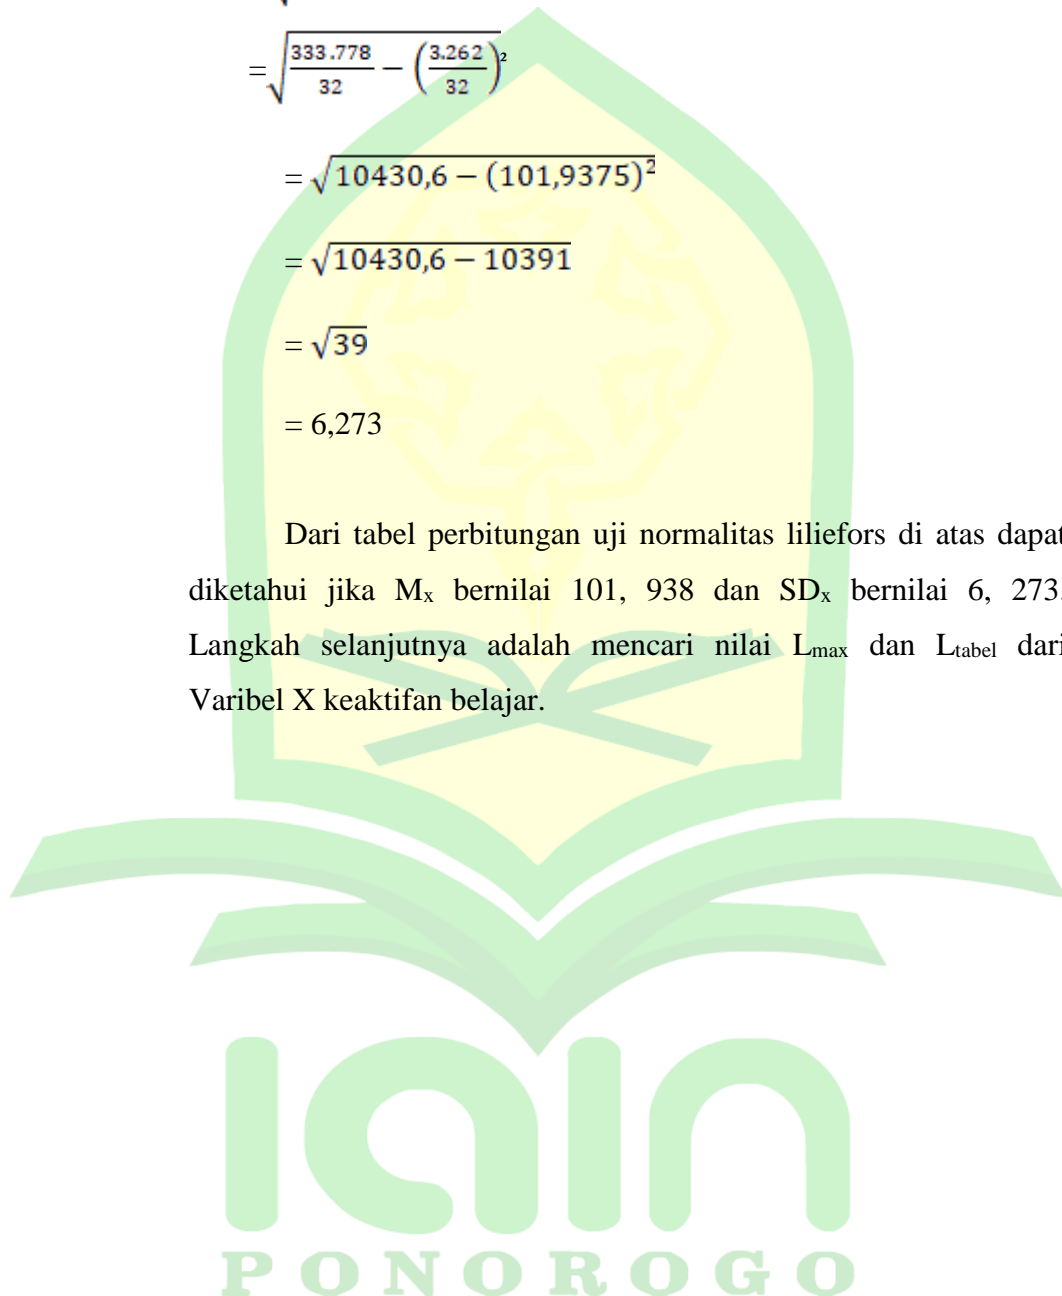 =√(333.778/32 − (3.262/32)²)
= √(10430,6 − (101,9375)²)
= √(10430,6 − 10391)
= √39
= 6,273
Dari tabel perbitungan uji normalitas liliefors di atas dapat
diketahui jika Mx bernilai 101, 938 dan SDx bernilai 6, 273.
Langkah selanjutnya adalah mencari nilai Lmax dan Ltabel dari
Varibel X keaktifan belajar.
IAIN
PONOROGO